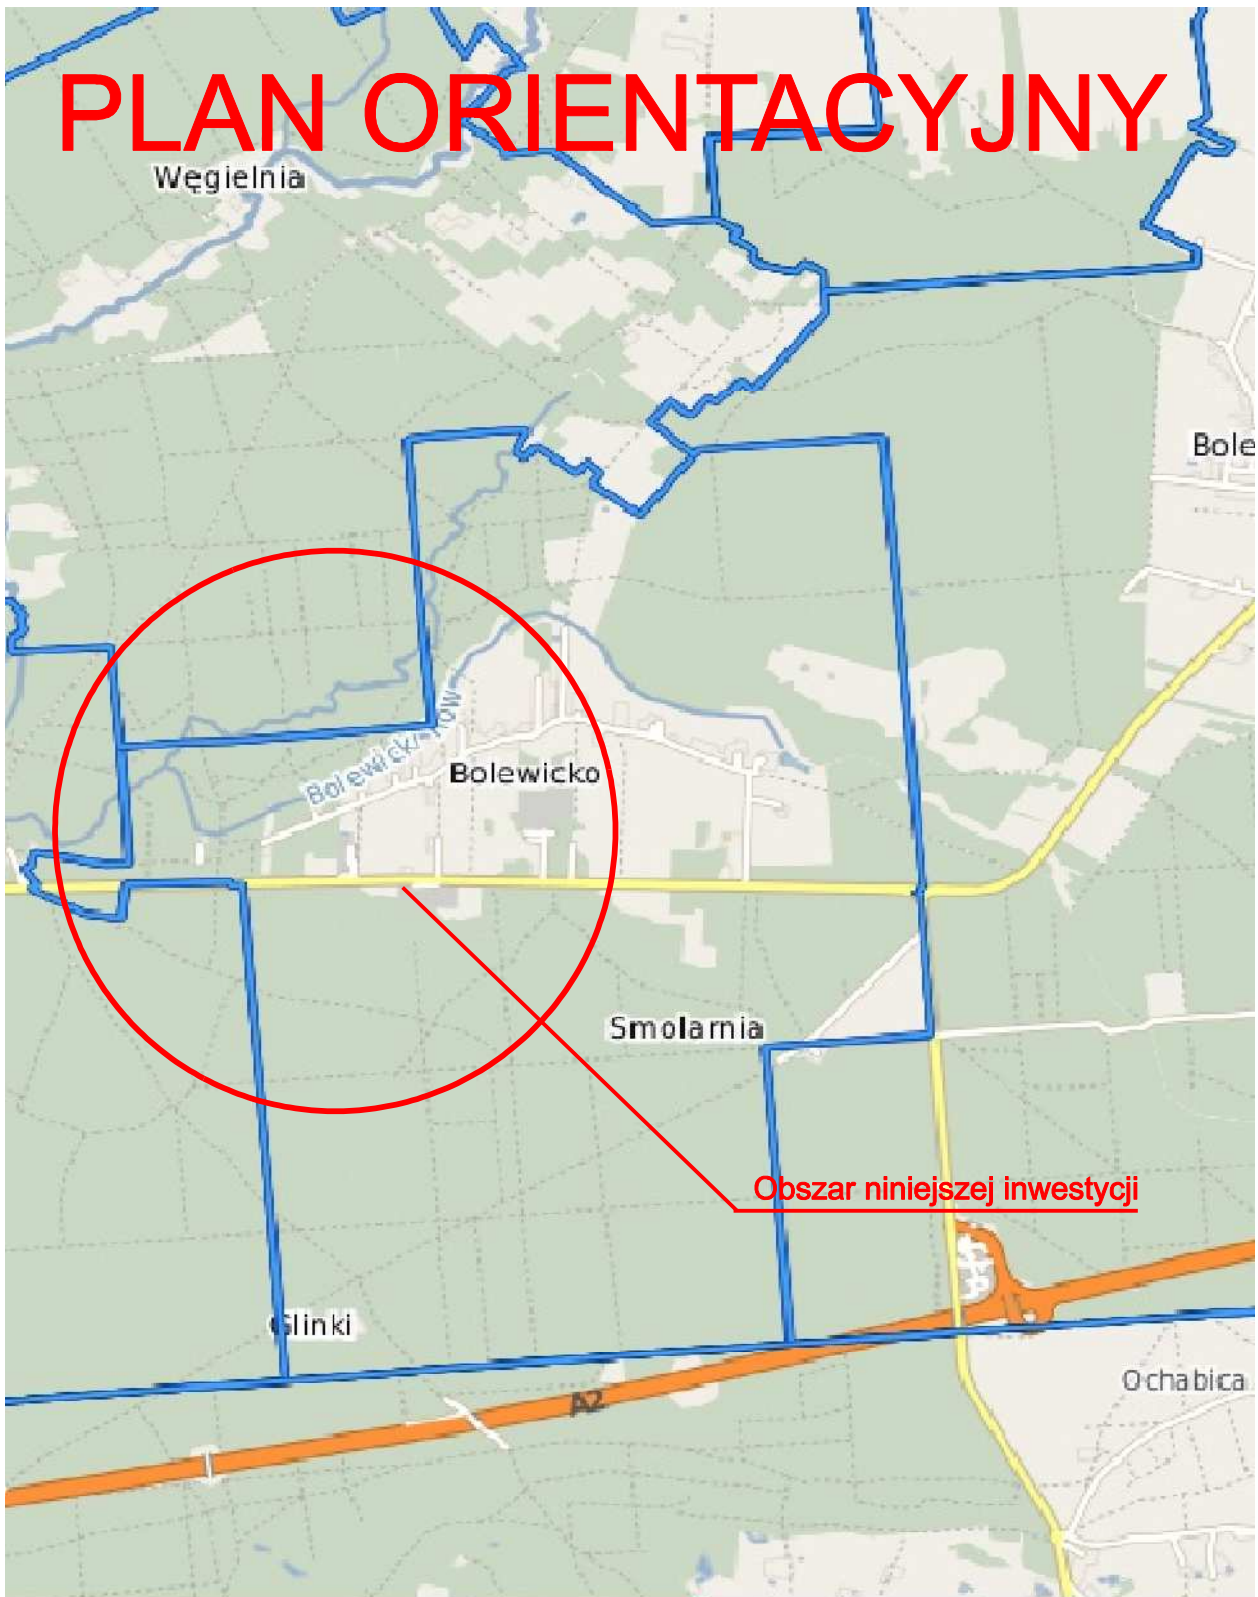 PLAN ORIENTACYJNY
Węgielnia
Bole
Bolewicki Rów
Bolewicko
Smolarnia
Obszar niniejszej inwestycji
Glinki
Ochabica
A2